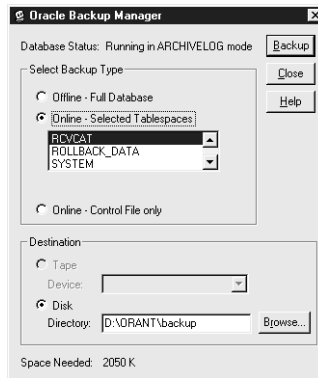 Oracle Backup Manager
Database Status: Running in ARCHIVELOG mode
Backup
Select Backup Type
Close
Offline - Full Database
Help
Online - Selected Tablespaces
RCVCAT
ROLLBACK_DATA
SYSTEM
Online - Control File only
Destination
Tape
Device:
Disk
Directory: D:\ORANT\backup
Browse...
Space Needed: 2050 K